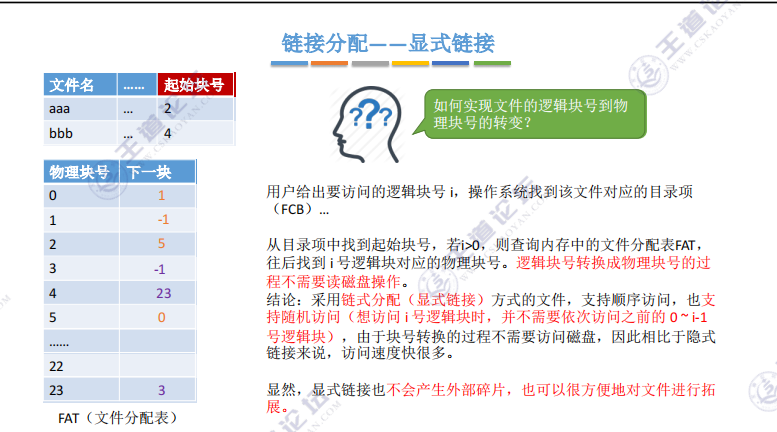 链接分配——显式链接
文件名 …… 起始块号
aaa … 2
bbb … 4
???
如何实现文件的逻辑块号到物
理块号的转变？
物理块号 下一块
0 1
1 -1
2 5
3 -1
4 23
5 0
……
22
23 3
FAT（文件分配表）
用户给出要访问的逻辑块号 i，操作系统找到该文件对应的目录项
（FCB）…
从目录项中找到起始块号，若i>0，则查询内存中的文件分配表FAT，
往后找到 i 号逻辑块对应的物理块号。逻辑块号转换成物理块号的过
程不需要读磁盘操作。
结论：采用链式分配（显式链接）方式的文件，支持顺序访问，也支
持随机访问（想访问 i 号逻辑块时，并不需要依次访问之前的 0 ~ i-1
号逻辑块），由于块号转换的过程不需要访问磁盘，因此相比于隐式
链接来说，访问速度快很多。
显然，显式链接也不会产生外部碎片，也可以很方便地对文件进行拓
展。
王道论坛
WWW.CSKAOYAN.COM